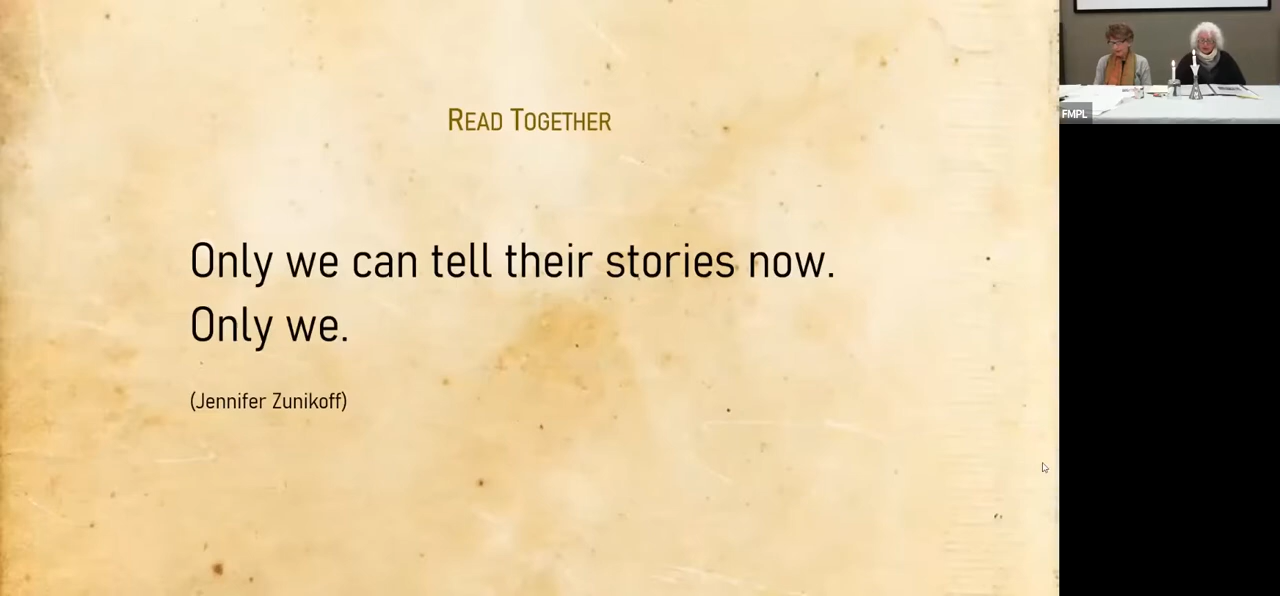 Read Together
Only we can tell their stories now.
Only we.
(Jennifer Zunikoff)
FMPL